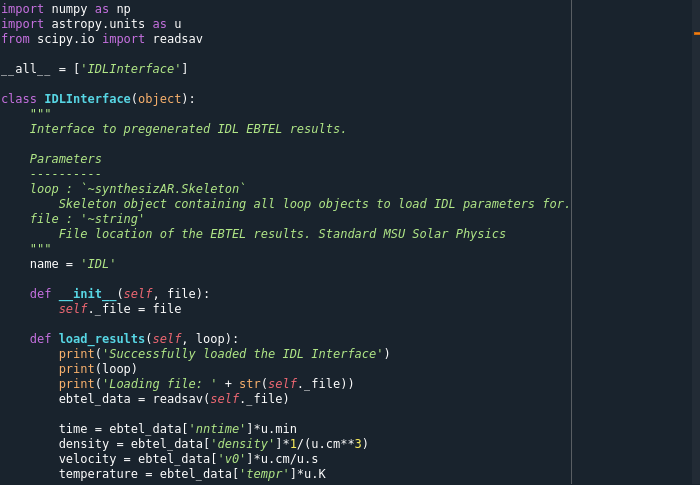 import numpy as np
import astropy.units as u
from scipy.io import readsav

__all__ = ['IDLInterface']

class IDLInterface(object):
    """
    Interface to pregenerated IDL EBTEL results.

    Parameters
    ----------
    loop : `~synthesizAR.Skeleton`
        Skeleton object containing all loop objects to load IDL parameters for.
    file : '~string'
        File location of the EBTEL results. Standard MSU Solar Physics
    """
    name = 'IDL'

    def __init__(self, file):
        self._file = file

    def load_results(self, loop):
        print('Successfully loaded the IDL Interface')
        print(loop)
        print('Loading file: ' + str(self._file))
        ebtel_data = readsav(self._file)

        time = ebtel_data['nntime']*u.min
        density = ebtel_data['density']*1/(u.cm**3)
        velocity = ebtel_data['v0']*u.cm/u.s
        temperature = ebtel_data['tempr']*u.K